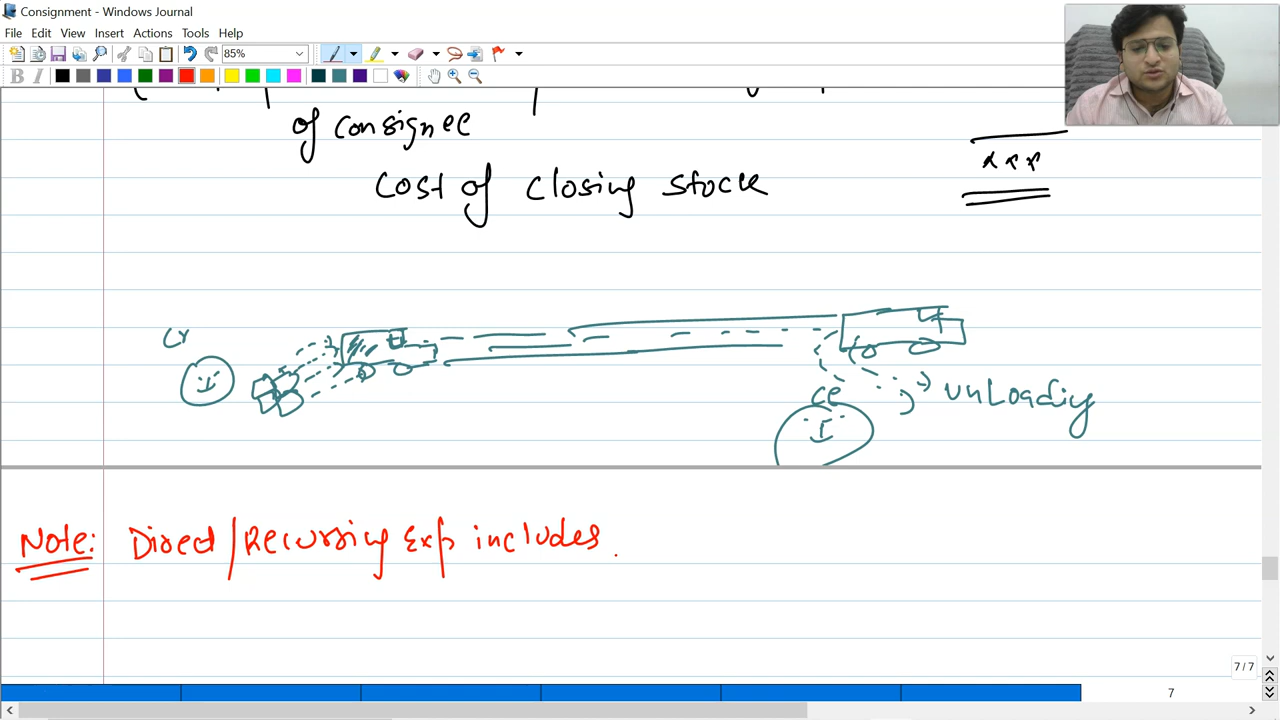 Consignment - Windows Journal
File Edit View Insert Actions Tools Help
85%
B I
of consignee
xxx
Cost of closing stock
Cr
I
CE
I
unLoading
Note: Direct/Recurssing Exp includes.
7/7
7